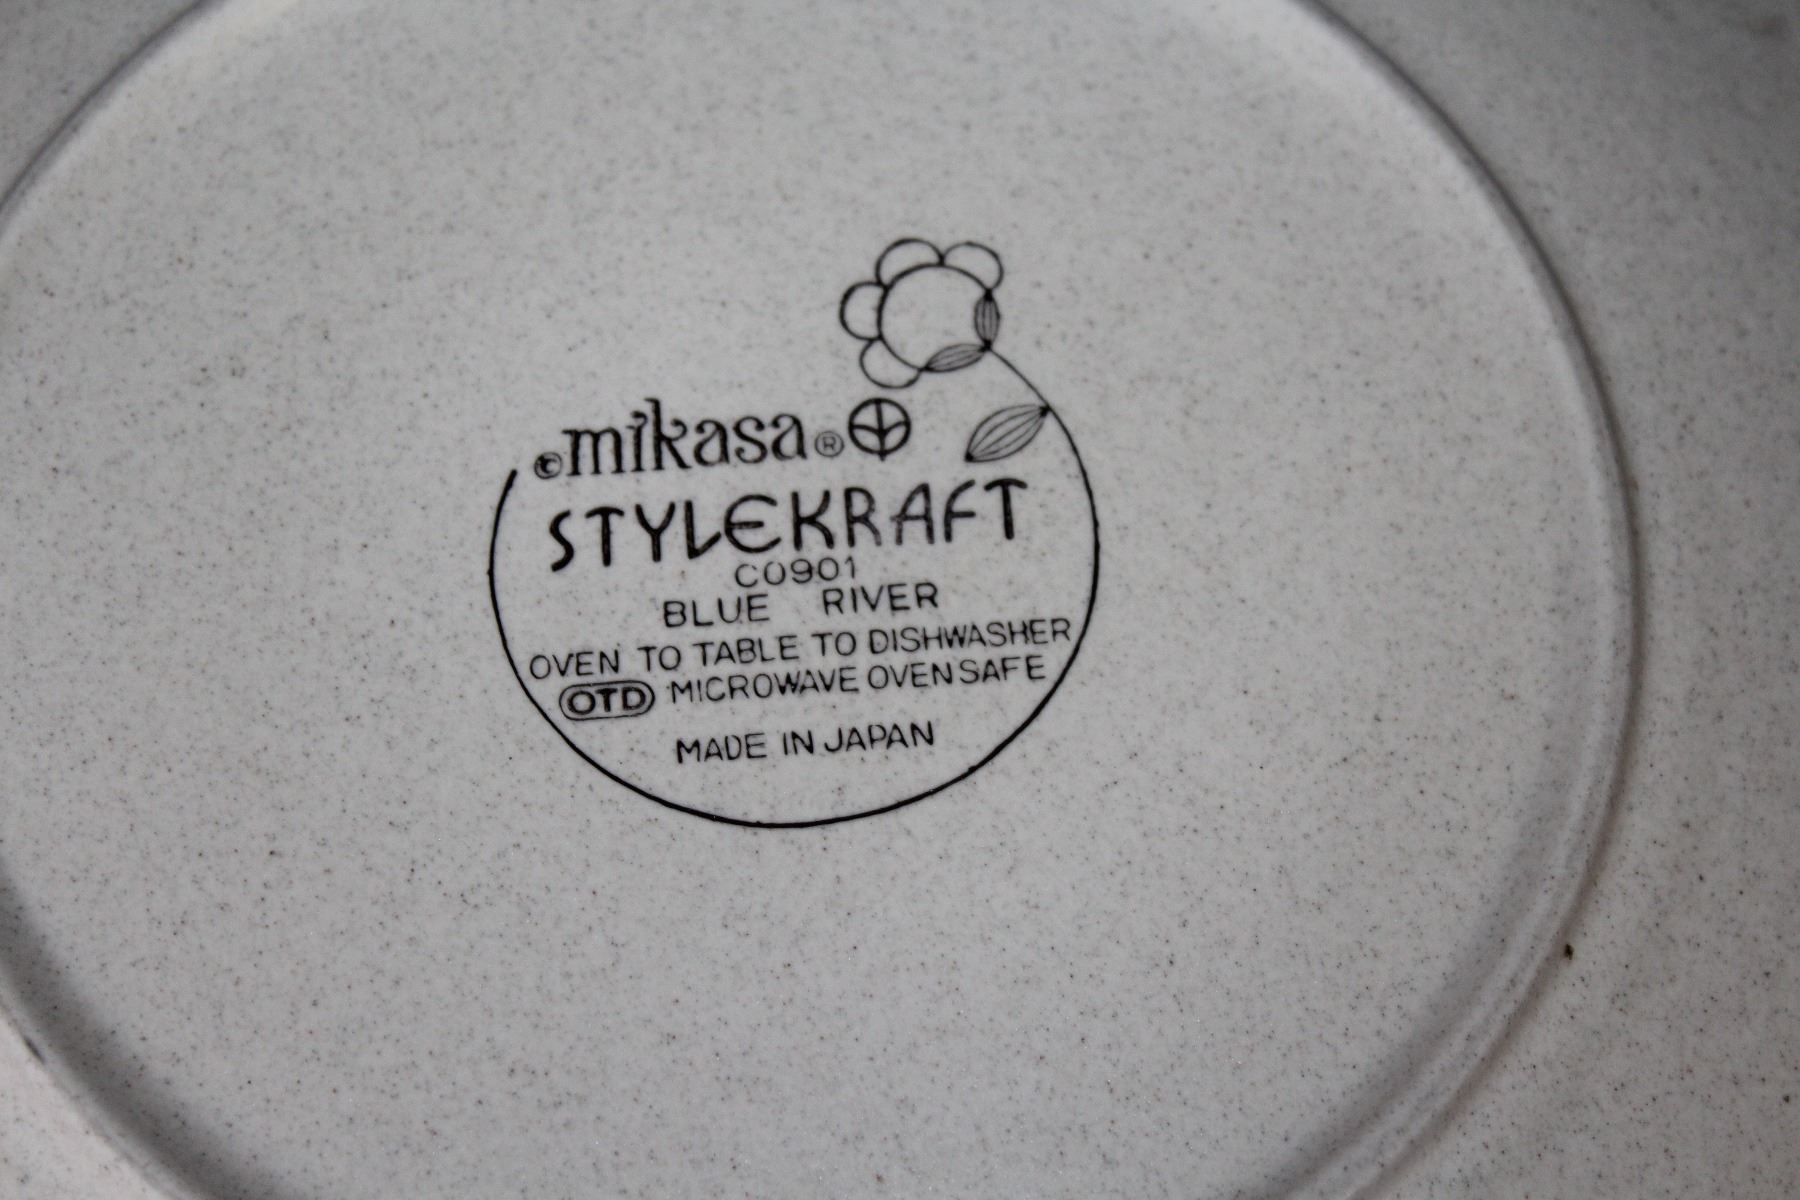 ©mikasa®
STYLEKRAFT
C0901
BLUE RIVER
OVEN TO TABLE TO DISHWASHER
OTD MICROWAVE OVEN SAFE
MADE IN JAPAN